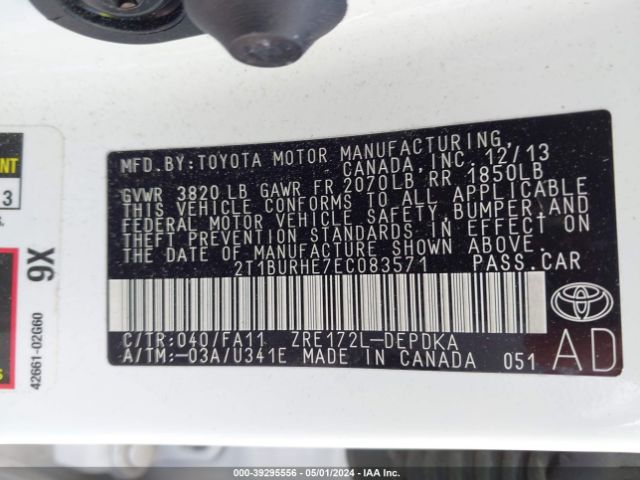 MFD. BY: TOYOTA MOTOR MANUFACTURING,
CANADA, INC. 12/13
GVWR 3820 LB GAWR FR 2070LB RR 1850LB
THIS VEHICLE CONFORMS TO ALL APPLICABLE
FEDERAL MOTOR VEHICLE SAFETY, BUMPER, AND
THEFT PREVENTION STANDARDS IN EFFECT ON
THE DATE OF MANUFACTURE SHOWN ABOVE.
2T1BURHE7EC083571 PASS.CAR
C/TR:040/FA11 ZRE172L-DEPDKA
A/TM:-03A/U341E MADE IN CANADA 051
AD
3
9X
42661-02660
000-39295556 - 05/01/2024 - IAA Inc.